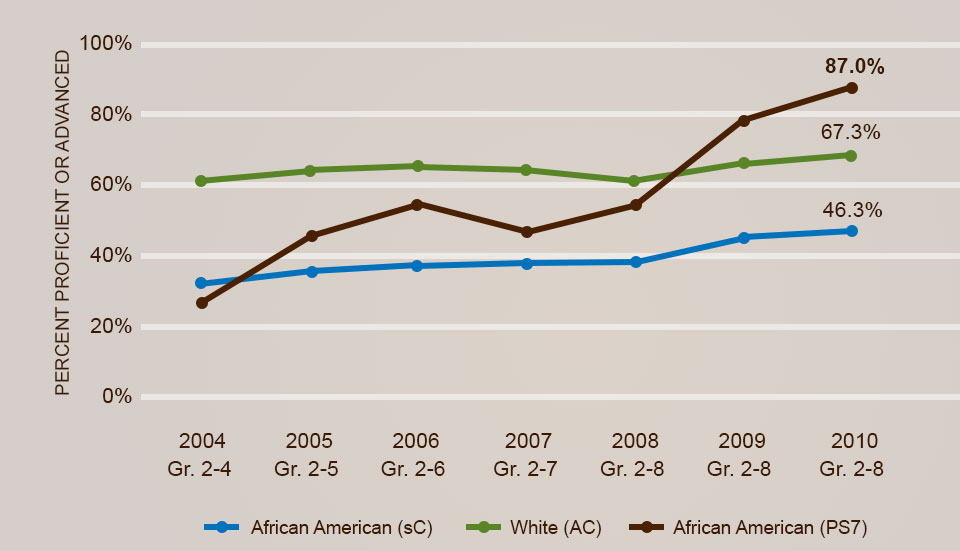 PERCENT PROFICIENT OR ADVANCED
100%
80%
60%
40%
20%
0%
87.0%
67.3%
46.3%
2004 2005 2006 2007 2008 2009 2010
Gr. 2-4 Gr. 2-5 Gr. 2-6 Gr. 2-7 Gr. 2-8 Gr. 2-8 Gr. 2-8
African American (sC) White (AC) African American (PS7)